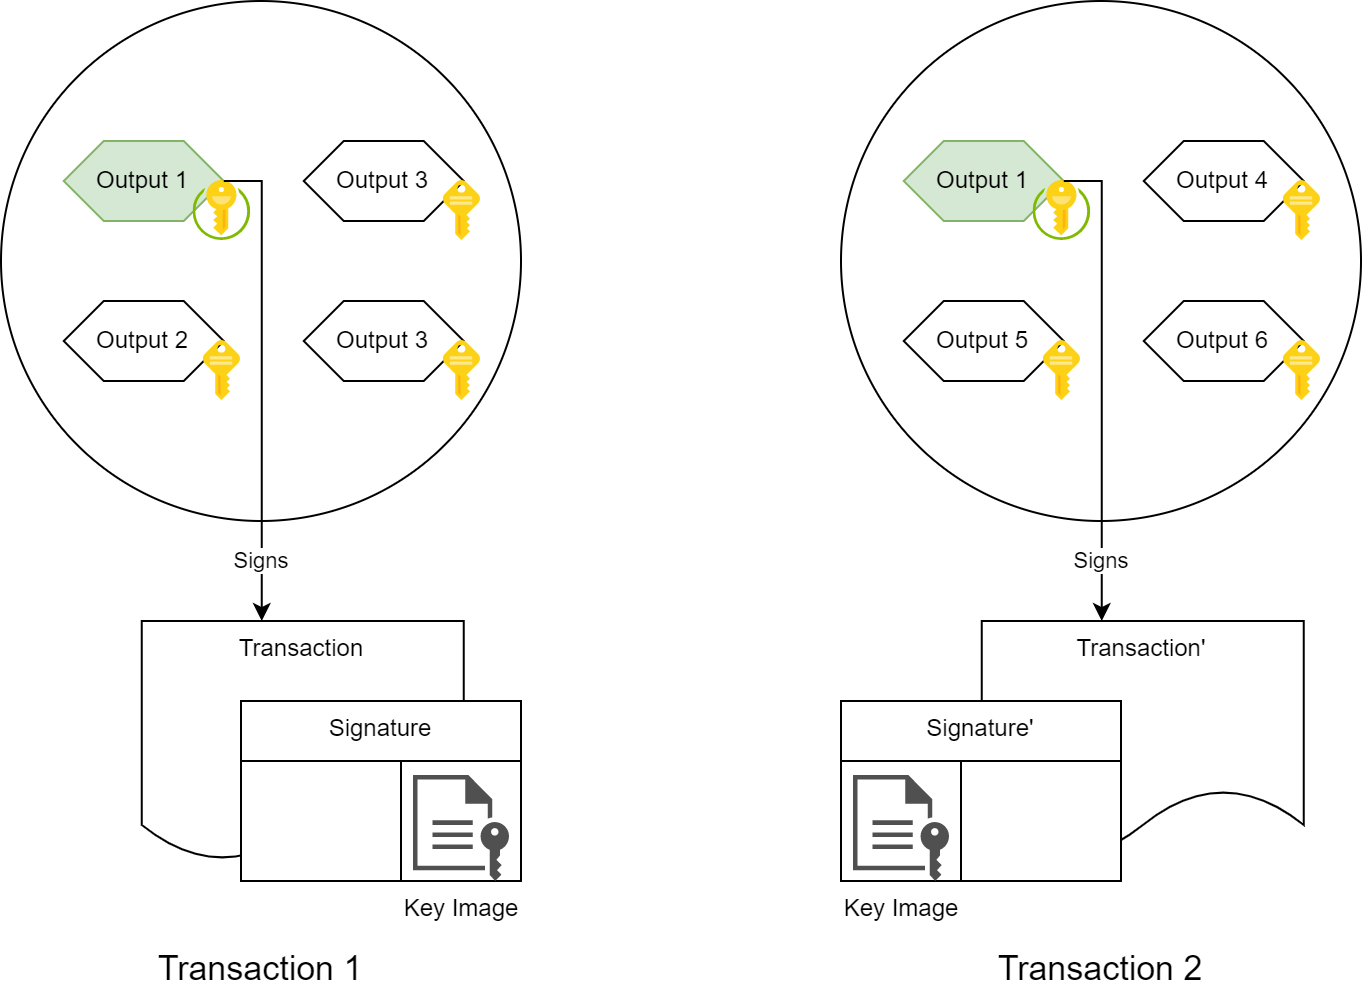 Output 1
Output 3
Output 2
Output 3
Signs
Transaction
Signature
Key Image
Transaction 1
Output 1
Output 4
Output 5
Output 6
Signs
Transaction'
Signature'
Key Image
Transaction 2